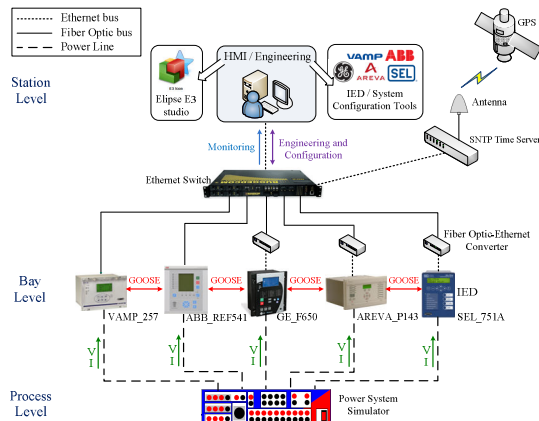 Ethernet bus
Fiber Optic bus
Power Line
GPS
HMI / Engineering
VAMP ABB
AREVA SEL
Station
Level
Elipse E3
studio
IED / System
Configuration Tools
Antenna
SNTP Time Server
Monitoring
Engineering and
Configuration
Ethernet Switch
Fiber Optic-Ethernet
Converter
Bay
Level
GOOSE
GOOSE
GOOSE
GOOSE
IED
VAMP_257
ABB_REF541
GE_F650
AREVA_P143
SEL_751A
V
I
V
I
V
I
V
I
V
I
Process
Level
Power System
Simulator